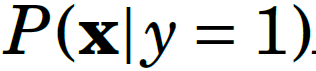 P(x|y = 1)